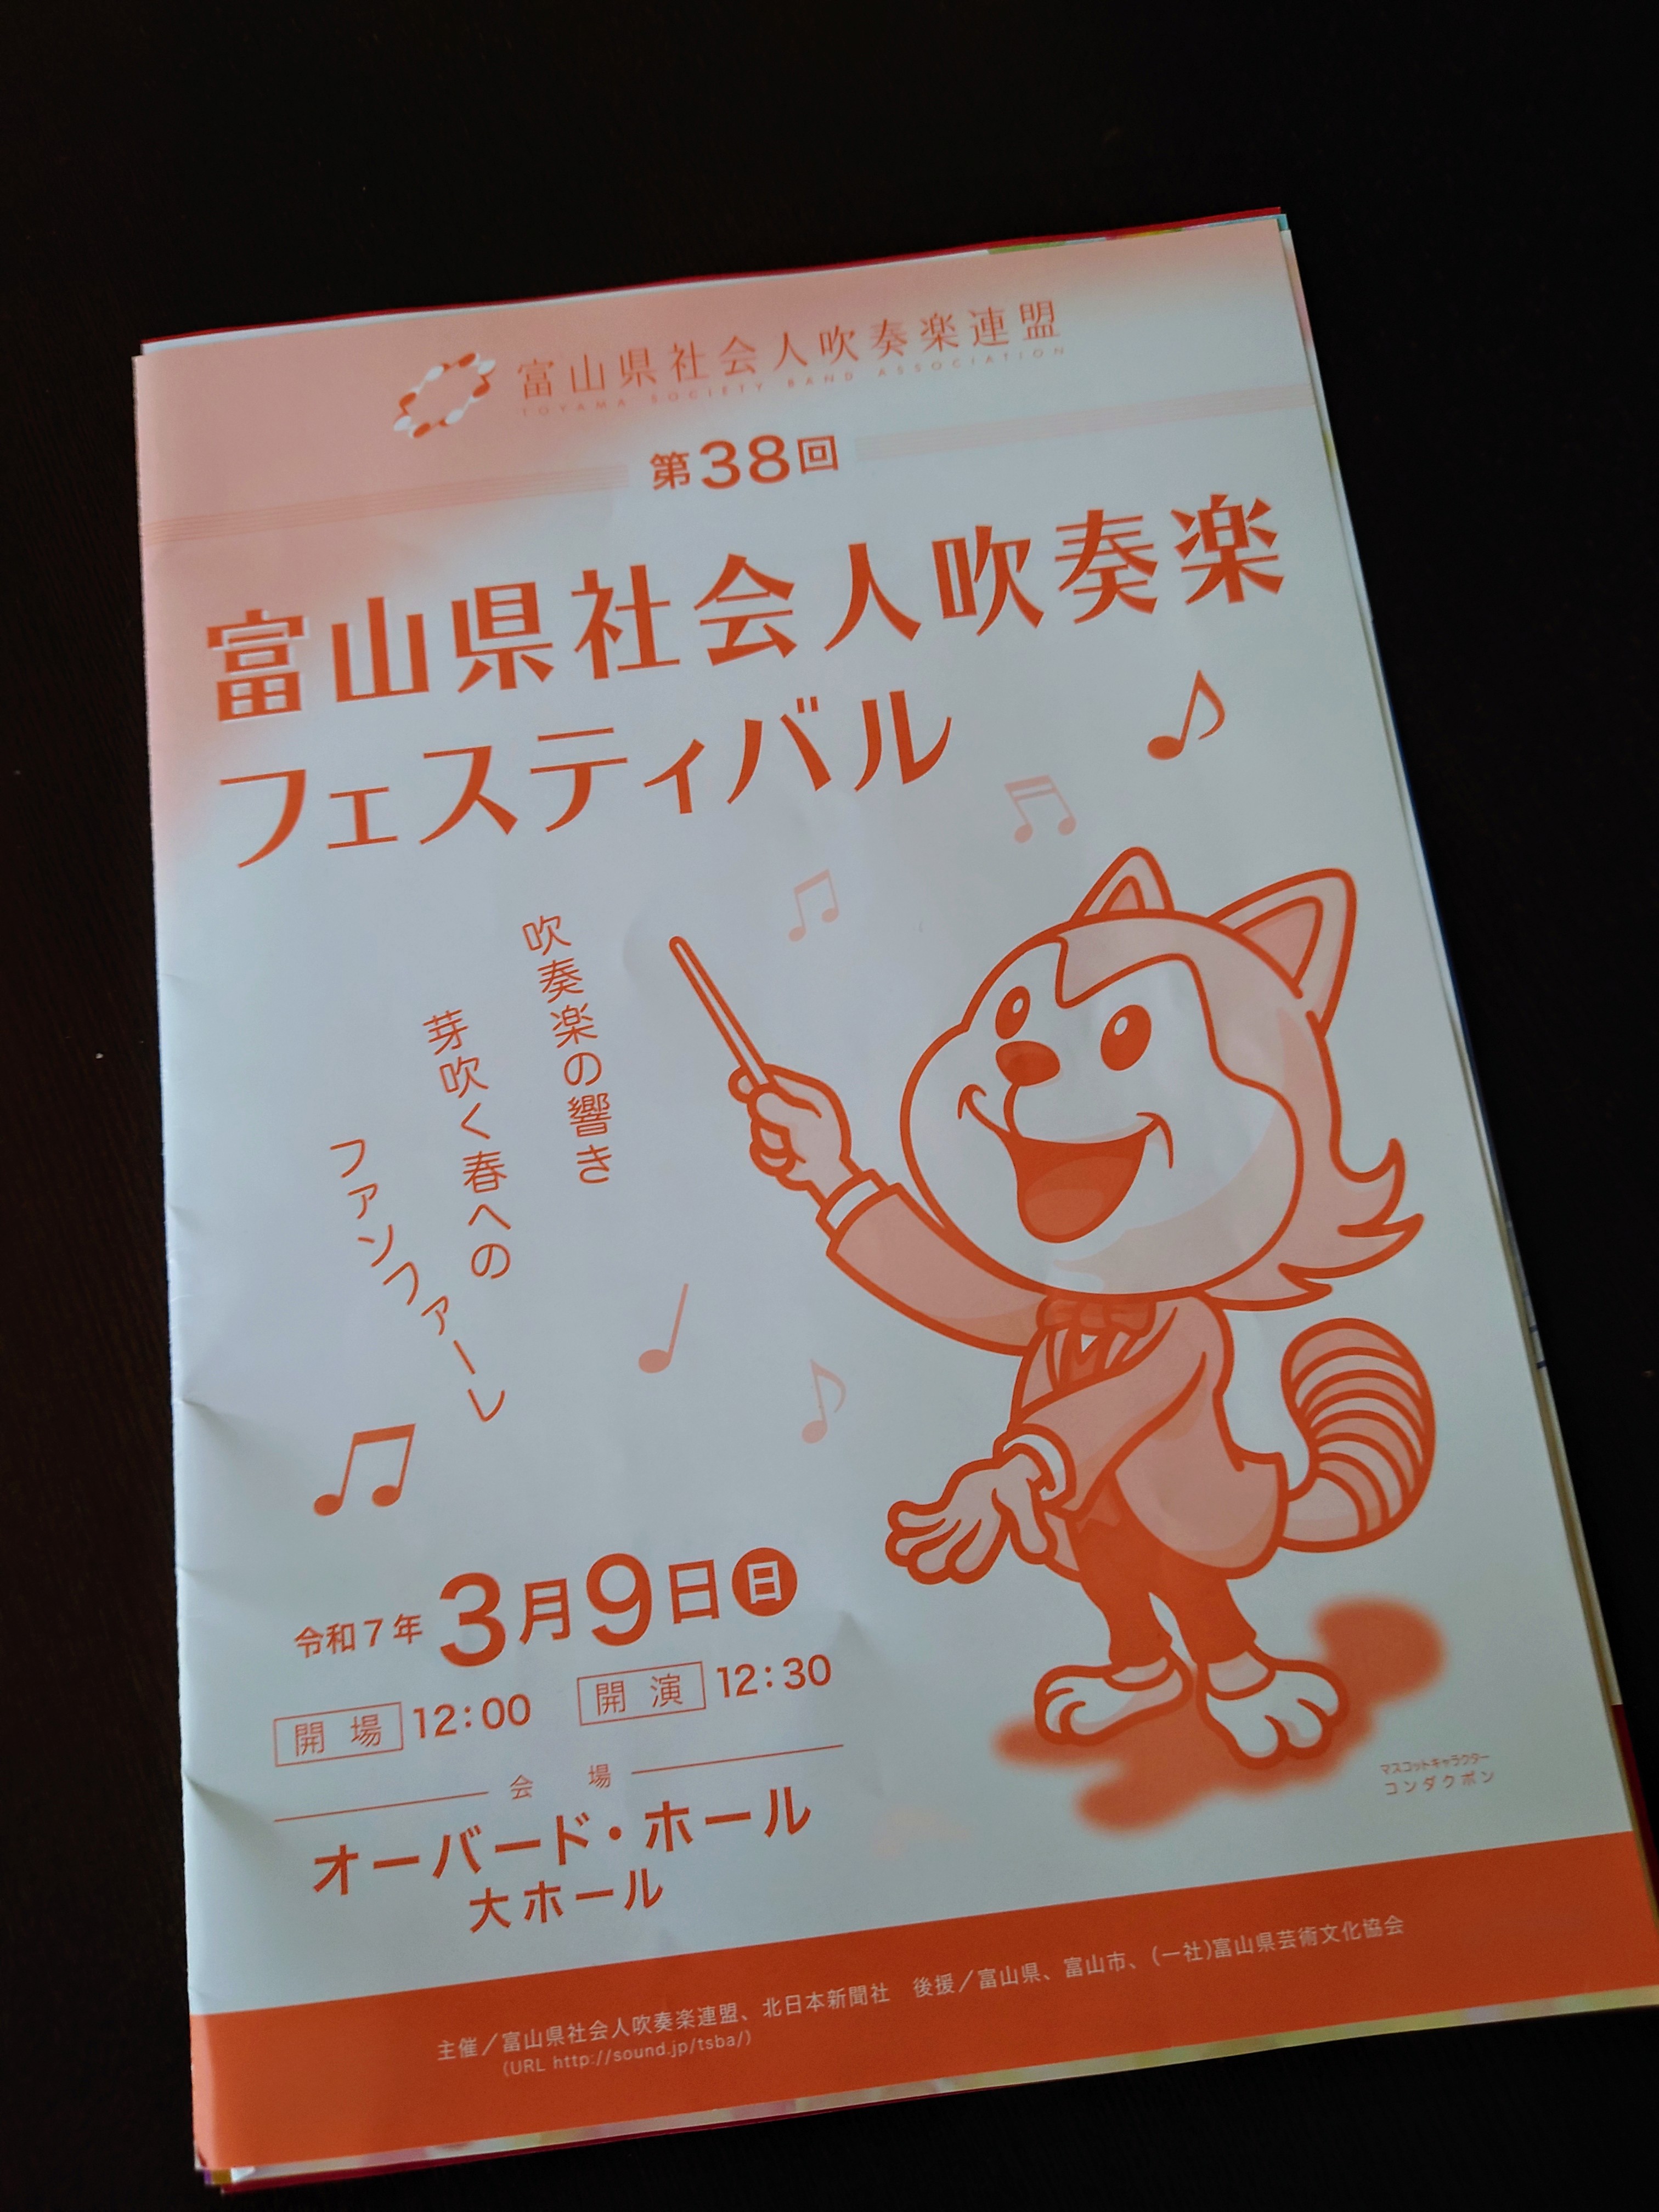 富山県社会人吹奏楽連盟
TOYAMA SOCIETY BAND ASSOCIATION
第38回
富山県社会人吹奏楽
フェスティバル
吹奏楽の響き
芽吹く春への
ファンファーレ
令和7年 3月9日㊐
開場 12:00 開演 12:30
会場
オーバード・ホール
大ホール
マスコットキャラクター
コンダクポン
主催／富山県社会人吹奏楽連盟、北日本新聞社 後援／富山県、富山市、(一社)富山県芸術文化協会
(URL http://sound.jp/tsba/)